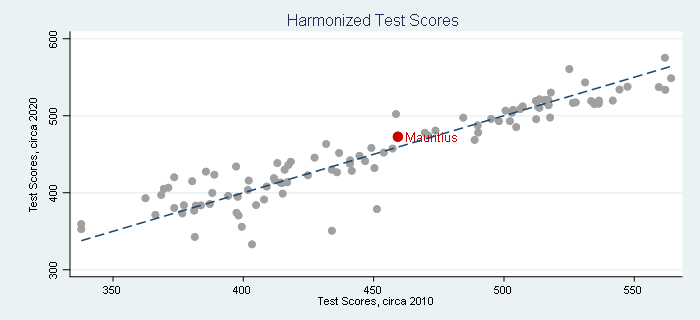 Harmonized Test Scores
Test Scores, circa 2020
600
500
400
300
Mauritius
350
400
450
500
550
Test Scores, circa 2010